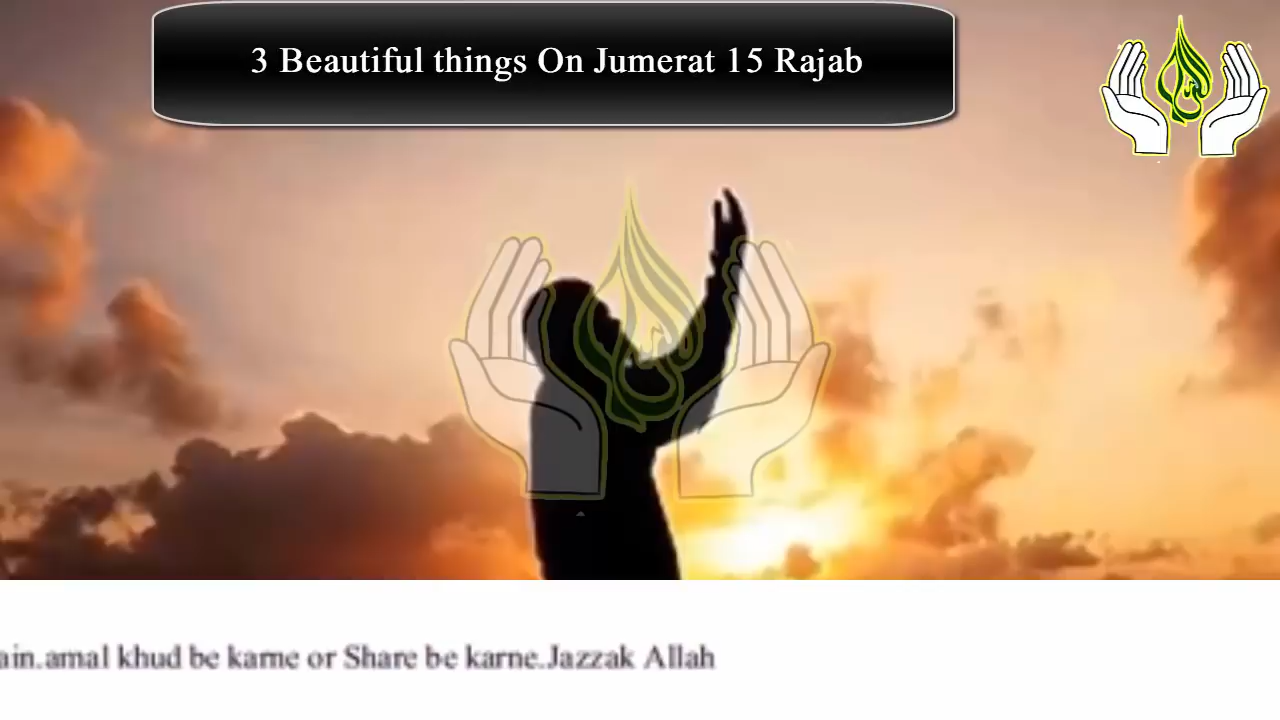 3 Beautiful things On Jumerat 15 Rajab
ain.amal khud be karne or Share be karne.Jazzak Allah